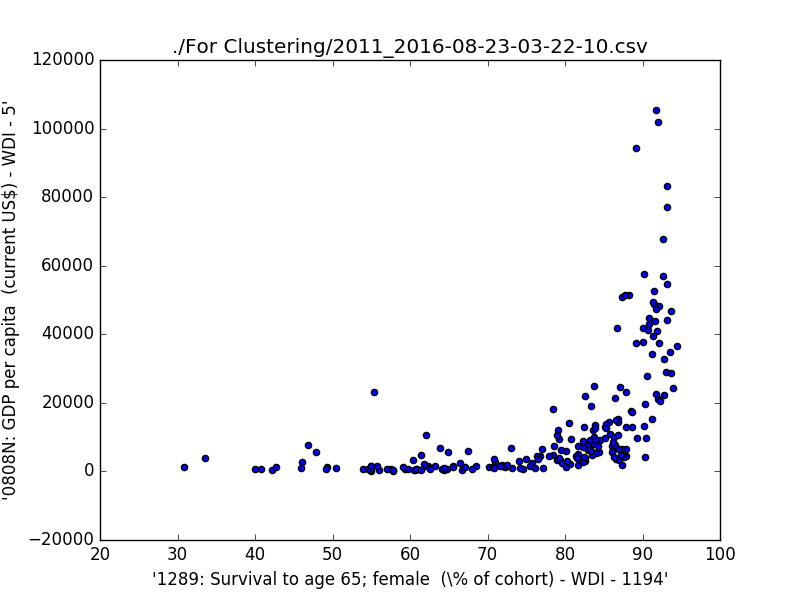 ./For Clustering/2011_2016-08-23-03-22-10.csv
120000
100000
80000
60000
40000
20000
0
−20000
20 30 40 50 60 70 80 90 100
'0808N: GDP per capita (current US$) - WDI - 5'
'1289: Survival to age 65; female (\% of cohort) - WDI - 1194'